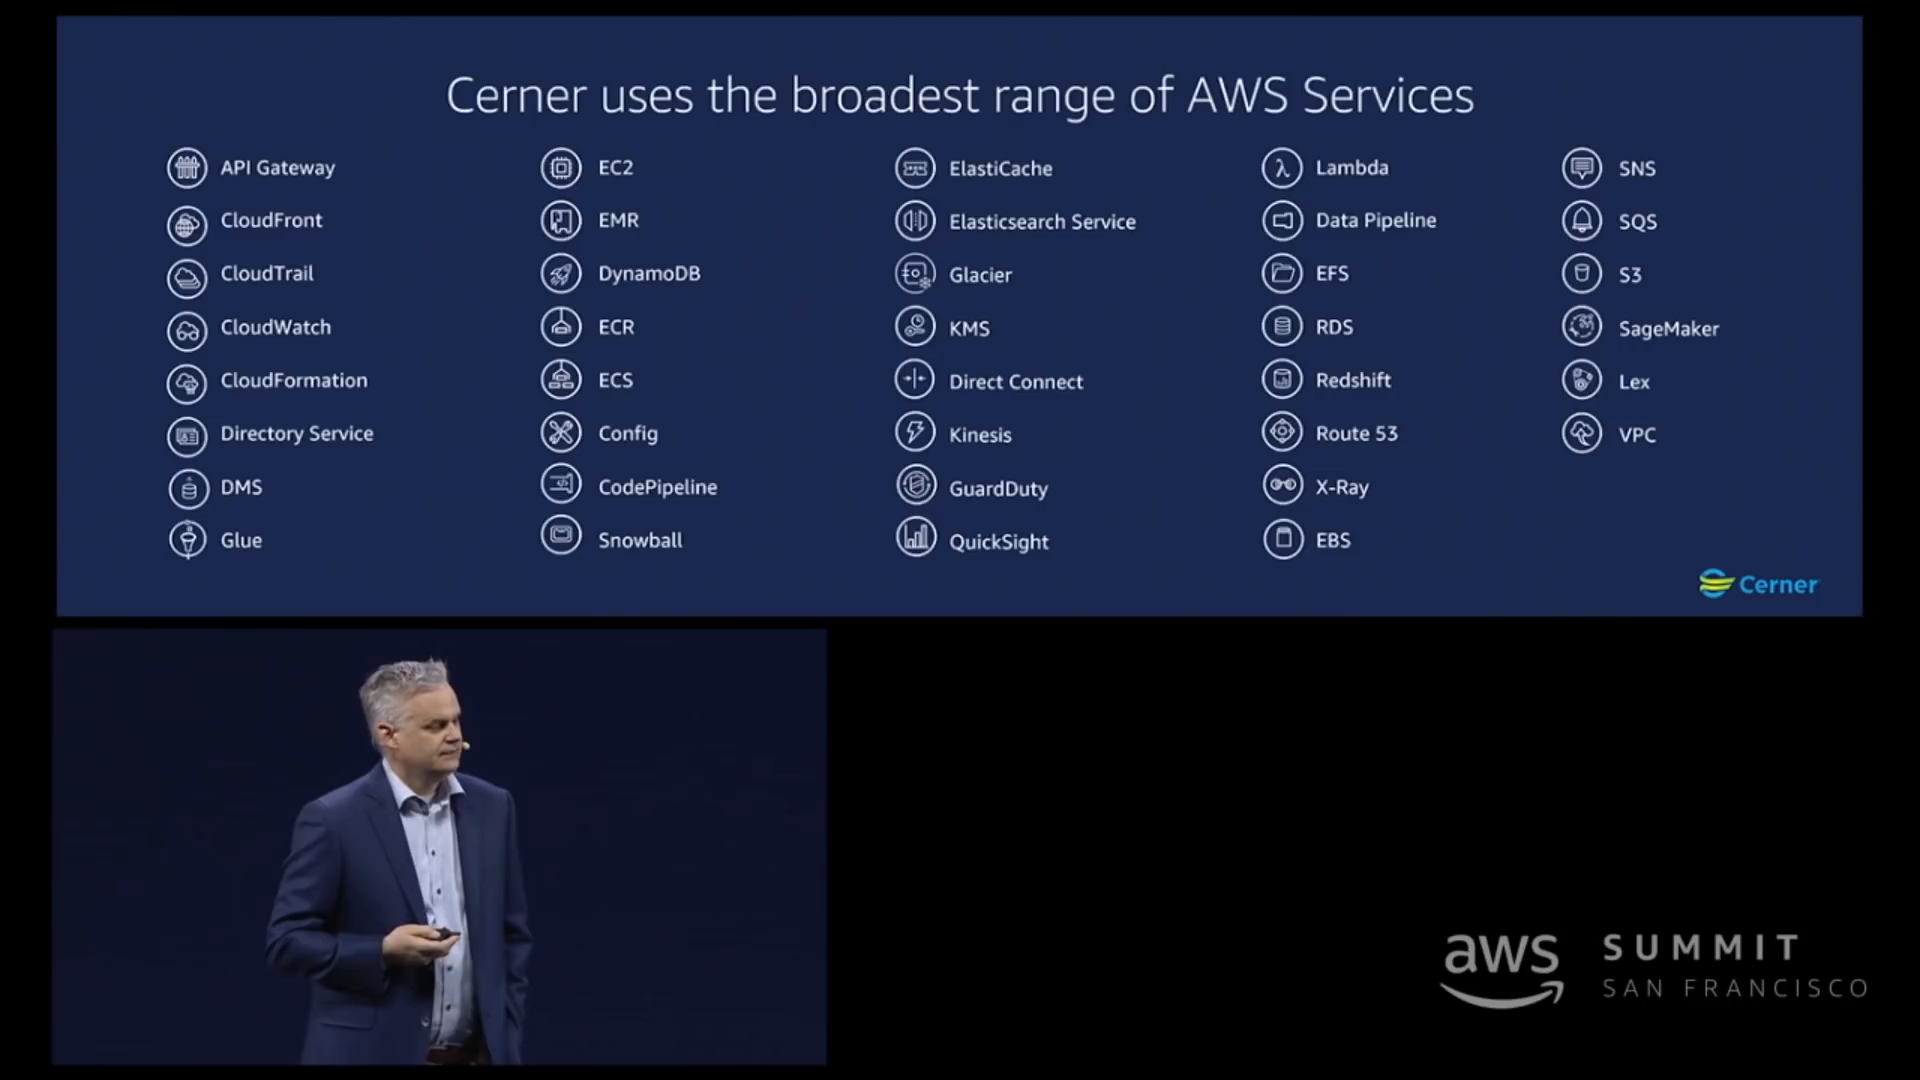 Cerner uses the broadest range of AWS Services
API Gateway
CloudFront
CloudTrail
CloudWatch
CloudFormation
Directory Service
DMS
Glue
EC2
EMR
DynamoDB
ECR
ECS
Config
CodePipeline
Snowball
ElastiCache
Elasticsearch Service
Glacier
KMS
Direct Connect
Kinesis
GuardDuty
QuickSight
Lambda
Data Pipeline
EFS
RDS
Redshift
Route 53
X-Ray
EBS
SNS
SQS
S3
SageMaker
Lex
VPC
Cerner
aws SUMMIT
SAN FRANCISCO